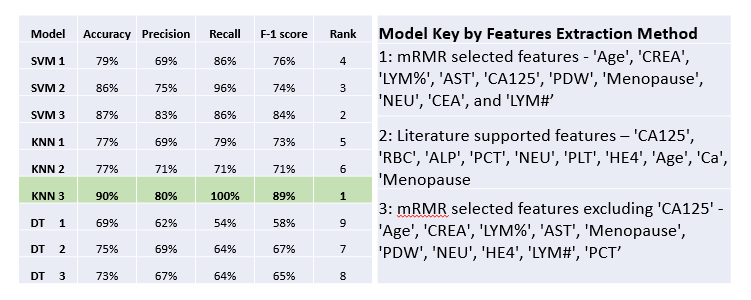 Model Accuracy Precision Recall F-1 score Rank
SVM 1 79% 69% 86% 76% 4
SVM 2 86% 75% 96% 74% 3
SVM 3 87% 83% 86% 84% 2
KNN 1 77% 69% 79% 73% 5
KNN 2 77% 71% 71% 71% 6
KNN 3 90% 80% 100% 89% 1
DT 1 69% 62% 54% 58% 9
DT 2 75% 69% 64% 67% 7
DT 3 73% 67% 64% 65% 8
Model Key by Features Extraction Method
1: mRMR selected features - 'Age', 'CREA',
'LYM%', 'AST', 'CA125', 'PDW', 'Menopause',
'NEU', 'CEA', and 'LYM#’
2: Literature supported features – 'CA125',
'RBC', 'ALP', 'PCT', 'NEU', 'PLT', 'HE4', 'Age', 'Ca',
'Menopause
3: mRMR selected features excluding 'CA125' -
'Age', 'CREA', 'LYM%', 'AST', 'Menopause',
'PDW', 'NEU', 'HE4', 'LYM#', 'PCT’